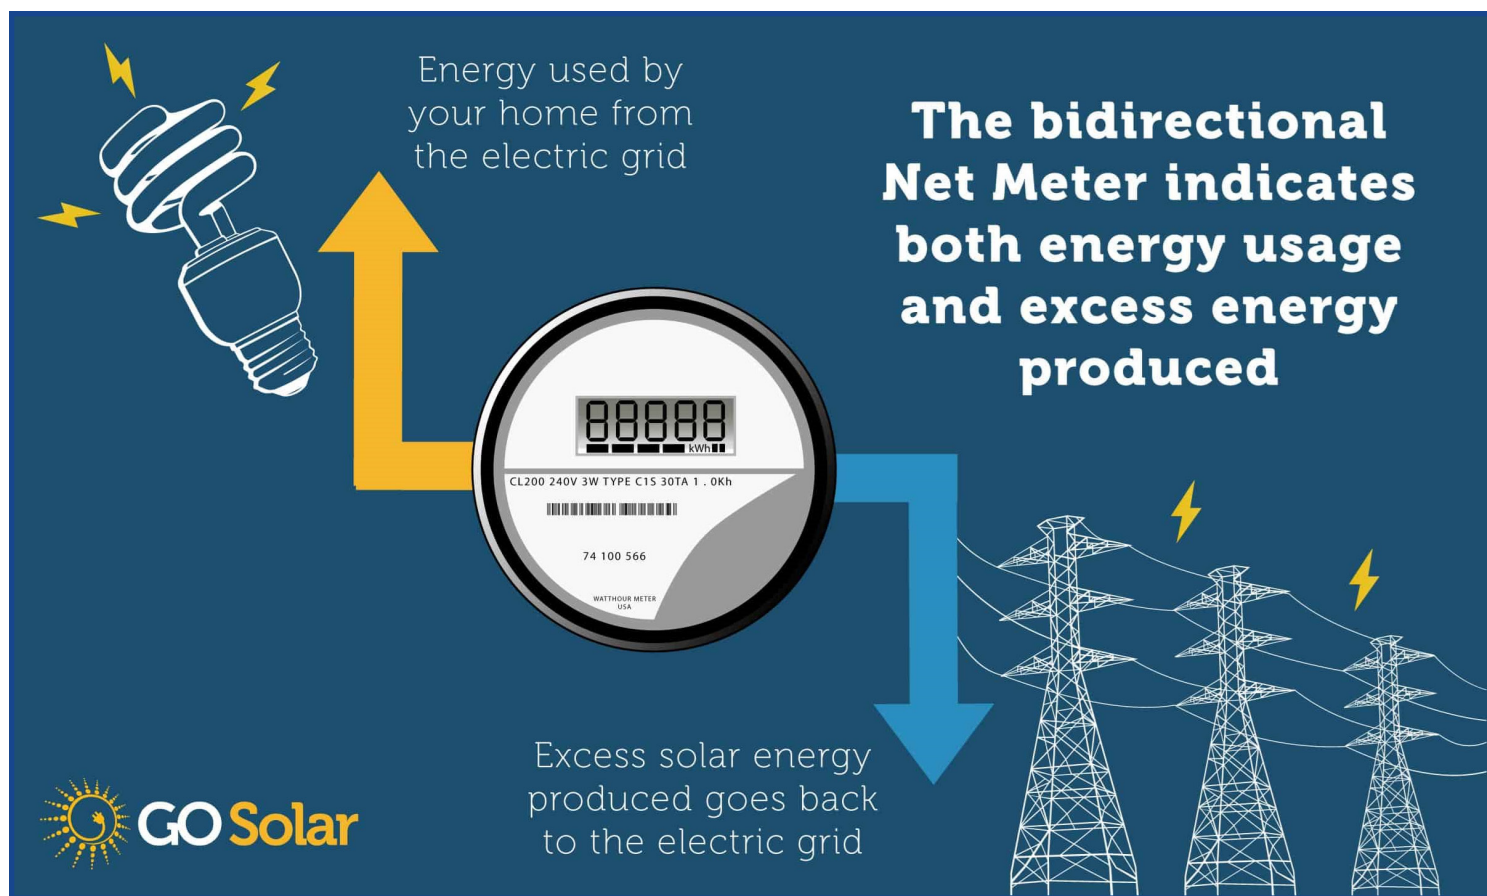 Energy used by
your home from
the electric grid
The bidirectional
Net Meter indicates
both energy usage
and excess energy
produced
88888
kWh
CL200 240V 3W TYPE C1S 30TA 1 . 0Kh
74 100 566
WATTHOUR METER
USA
Excess solar energy
produced goes back
to the electric grid
GO Solar